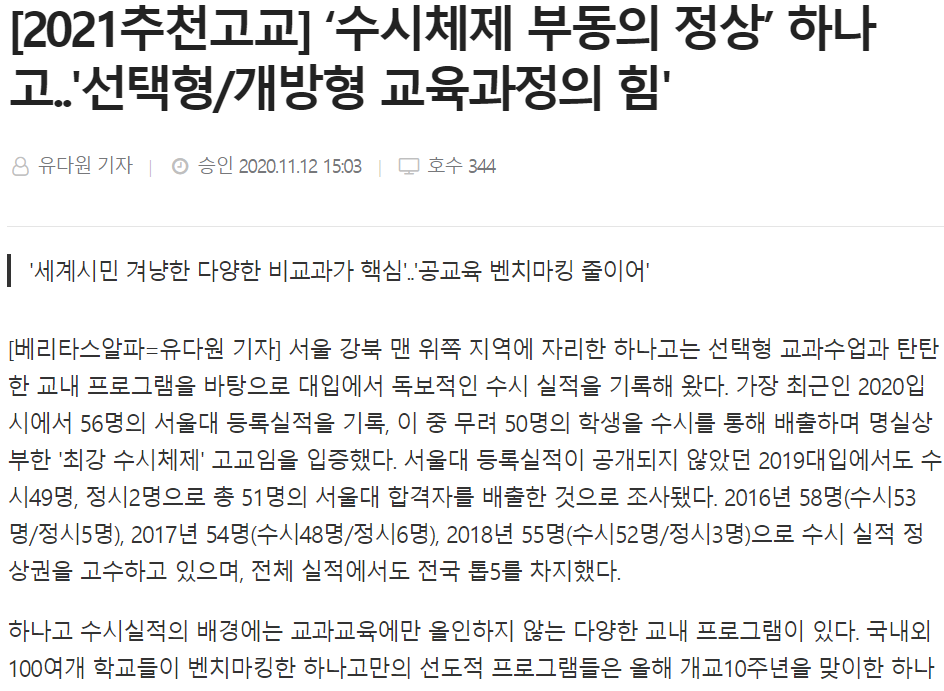 [2021추천고교] ‘수시체제 부동의 정상’ 하나
고..'선택형/개방형 교육과정의 힘'
유다원 기자 | 승인 2020.11.12 15:03 | 호수 344
'세계시민 겨냥한 다양한 비교과가 핵심'..'공교육 벤치마킹 줄이어'
[베리타스알파=유다원 기자] 서울 강북 맨 위쪽 지역에 자리한 하나고는 선택형 교과수업과 탄탄
한 교내 프로그램을 바탕으로 대입에서 독보적인 수시 실적을 기록해 왔다. 가장 최근인 2020입
시에서 56명의 서울대 등록실적을 기록, 이 중 무려 50명의 학생을 수시를 통해 배출하며 명실상
부한 '최강 수시체제' 고교임을 입증했다. 서울대 등록실적이 공개되지 않았던 2019대입에서도 수
시49명, 정시2명으로 총 51명의 서울대 합격자를 배출한 것으로 조사됐다. 2016년 58명(수시53
명/정시5명), 2017년 54명(수시48명/정시6명), 2018년 55명(수시52명/정시3명)으로 수시 실적 정
상권을 고수하고 있으며, 전체 실적에서도 전국 톱5를 차지했다.
하나고 수시실적의 배경에는 교과교육에만 올인하지 않는 다양한 교내 프로그램이 있다. 국내외
100여개 학교들이 벤치마킹한 하나고만의 선도적 프로그램들은 올해 개교10주년을 맞이한 하나